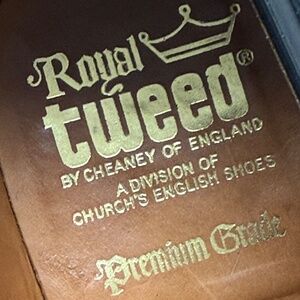 Royal
tweed®
BY CHEANEY OF ENGLAND
A DIVISION OF
CHURCH'S ENGLISH SHOES
Premium Grade